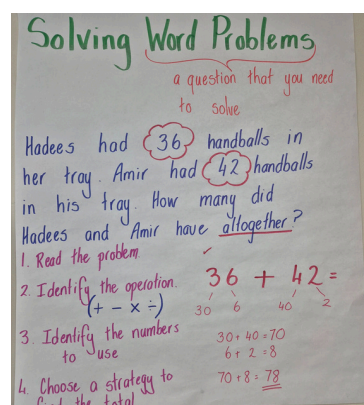 Solving Word Problems
a question that you need
to solve
Hadees had 36 handballs in
her tray. Amir had 42 handballs
in his tray. How many did
Hadees and Amir have altogether?
1. Read the problem.
2. Identify the operation.
(+ - × ÷)
3. Identify the numbers
to use
4. Choose a strategy to
find the total
36 + 42 =
30 6 40 2
30 + 40 = 70
6 + 2 = 8
70 + 8 = 78